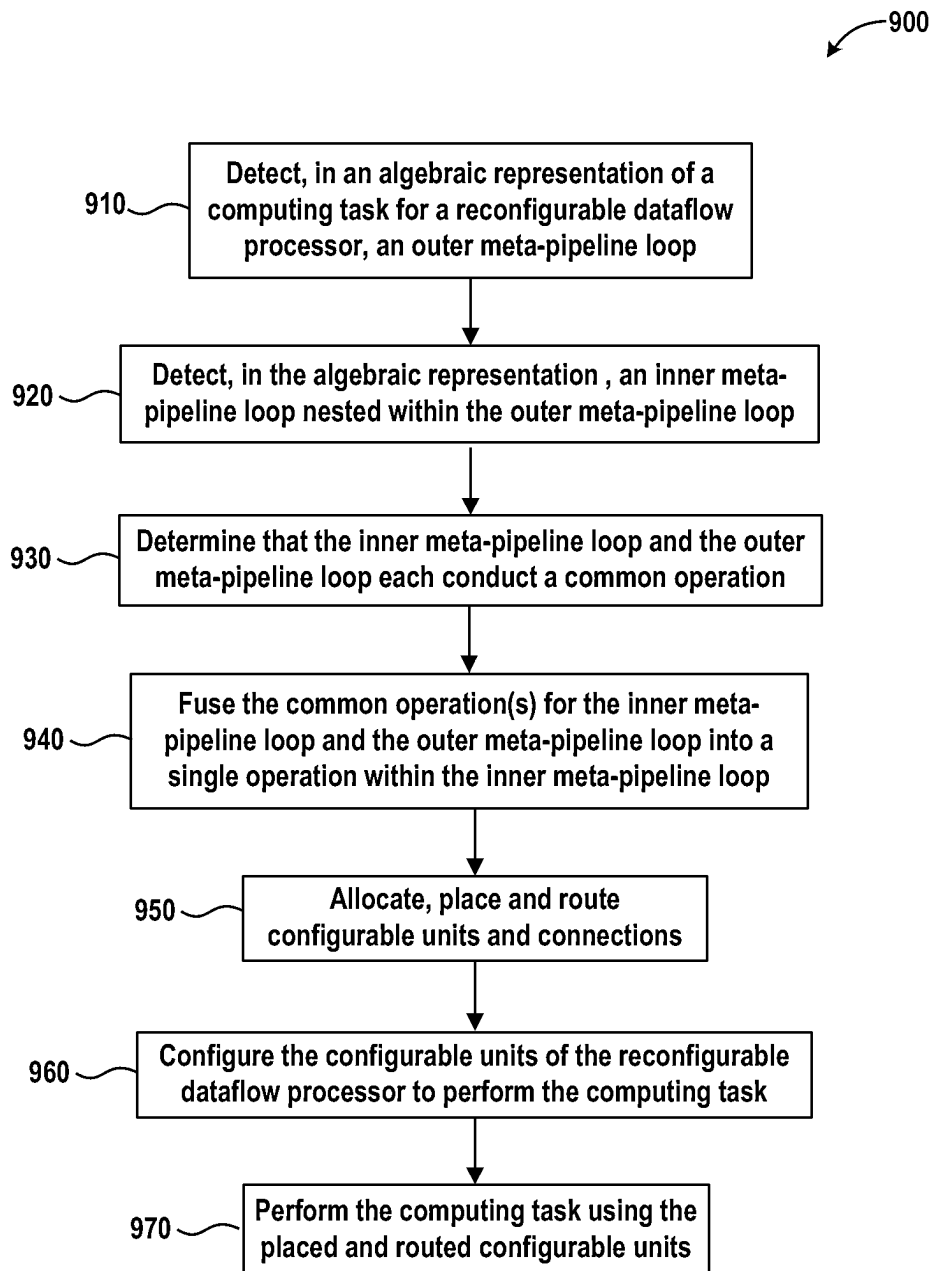 900
910
Detect, in an algebraic representation of a
computing task for a reconfigurable dataflow
processor, an outer meta-pipeline loop
920
Detect, in the algebraic representation , an inner meta-
pipeline loop nested within the outer meta-pipeline loop
930
Determine that the inner meta-pipeline loop and the outer
meta-pipeline loop each conduct a common operation
940
Fuse the common operation(s) for the inner meta-
pipeline loop and the outer meta-pipeline loop into a
single operation within the inner meta-pipeline loop
950
Allocate, place and route
configurable units and connections
960
Configure the configurable units of the reconfigurable
dataflow processor to perform the computing task
970
Perform the computing task using the
placed and routed configurable units